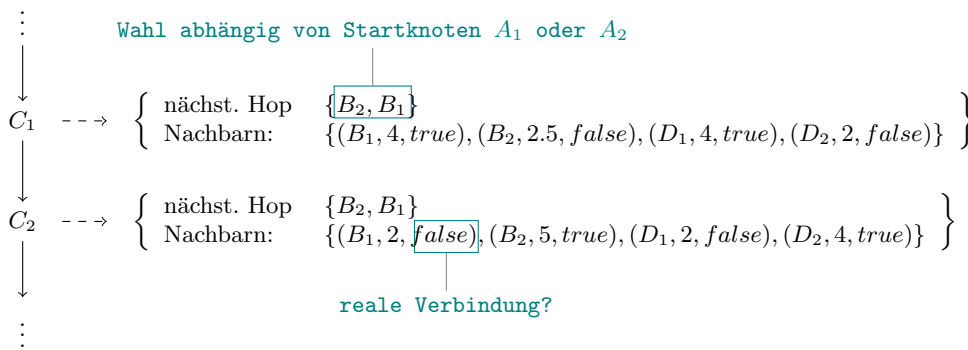 ⋮
Wahl abhängig von Startknoten A₁ oder A₂
C₁ { nächst. Hop {B₂, B₁}
Nachbarn: {(B₁, 4, true), (B₂, 2.5, false), (D₁, 4, true), (D₂, 2, false)} }
C₂ { nächst. Hop {B₂, B₁}
Nachbarn: {(B₁, 2, false), (B₂, 5, true), (D₁, 2, false), (D₂, 4, true)} }
reale Verbindung?
⋮